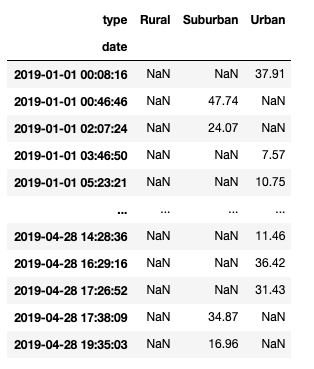 type Rural Suburban Urban
date
2019-01-01 00:08:16 NaN NaN 37.91
2019-01-01 00:46:46 NaN 47.74 NaN
2019-01-01 02:07:24 NaN 24.07 NaN
2019-01-01 03:46:50 NaN NaN 7.57
2019-01-01 05:23:21 NaN NaN 10.75
... ... ... ...
2019-04-28 14:28:36 NaN NaN 11.46
2019-04-28 16:29:16 NaN NaN 36.42
2019-04-28 17:26:52 NaN NaN 31.43
2019-04-28 17:38:09 NaN 34.87 NaN
2019-04-28 19:35:03 NaN 16.96 NaN